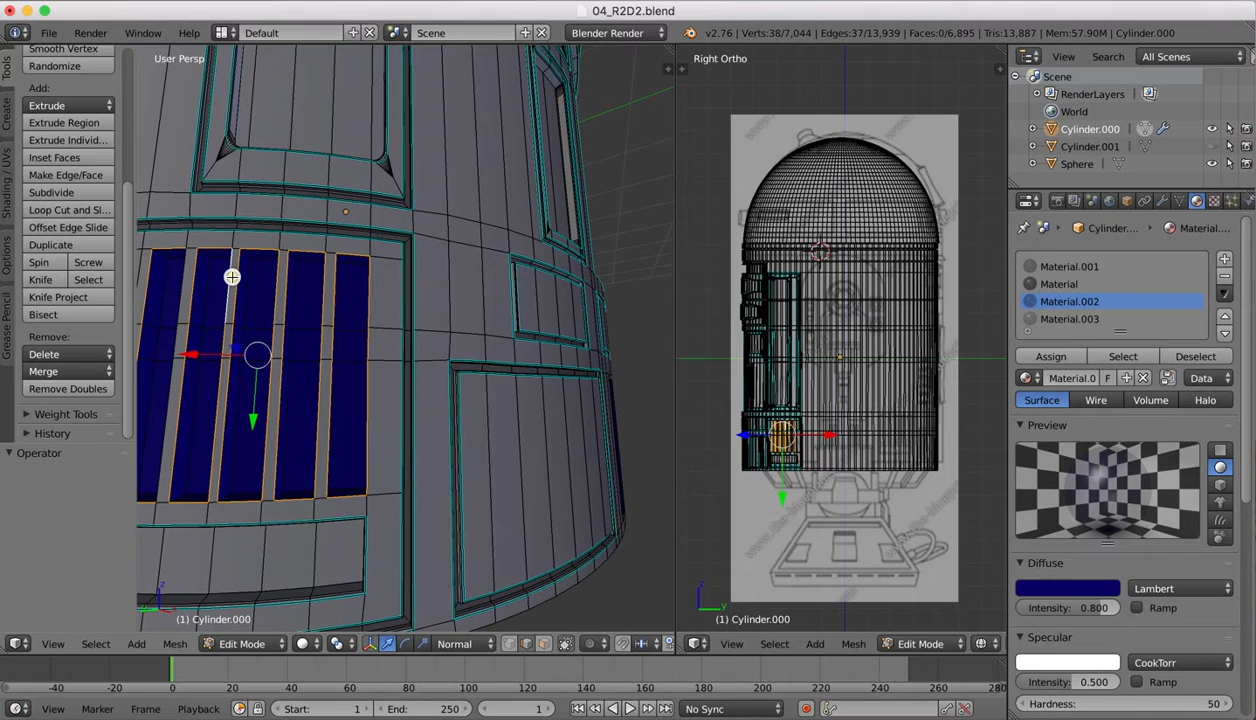 04_R2D2.blend
File Render Window Help Default Scene Blender Render v2.76 | Verts:38/7,044 | Edges:37/13,939 | Faces:0/6,895 | Tris:13,887 | Mem:57.90M | Cylinder.000
Tools
Create
Shading / UVs
Options
Grease Pencil
Smooth Vertex
Randomize
Add:
Extrude
Extrude Region
Extrude Individ...
Inset Faces
Make Edge/Face
Subdivide
Loop Cut and Sl...
Offset Edge Slide
Duplicate
Spin Screw
Knife Select
Knife Project
Bisect
Remove:
Delete
Merge
Remove Doubles
Weight Tools
History
Operator
User Persp
(1) Cylinder.000
View Select Add Mesh Edit Mode Normal
Right Ortho
(1) Cylinder.000
View Select Add Mesh Edit Mode
View Search All Scenes
Scene
RenderLayers
World
Cylinder.000
Cylinder.001
Sphere
Cylinder.... Material....
Material.001
Material
Material.002
Material.003
Assign Select Deselect
Material.0 F Data
Surface Wire Volume Halo
Preview
Diffuse
Lambert
Intensity: 0.800 Ramp
Specular
CookTorr
Intensity: 0.500 Ramp
Hardness: 50
-40 -20 0 20 40 60 80 100 120 140 160 180 200 220 240 260 280
View Marker Frame Playback Start: 1 End: 250 1 No Sync